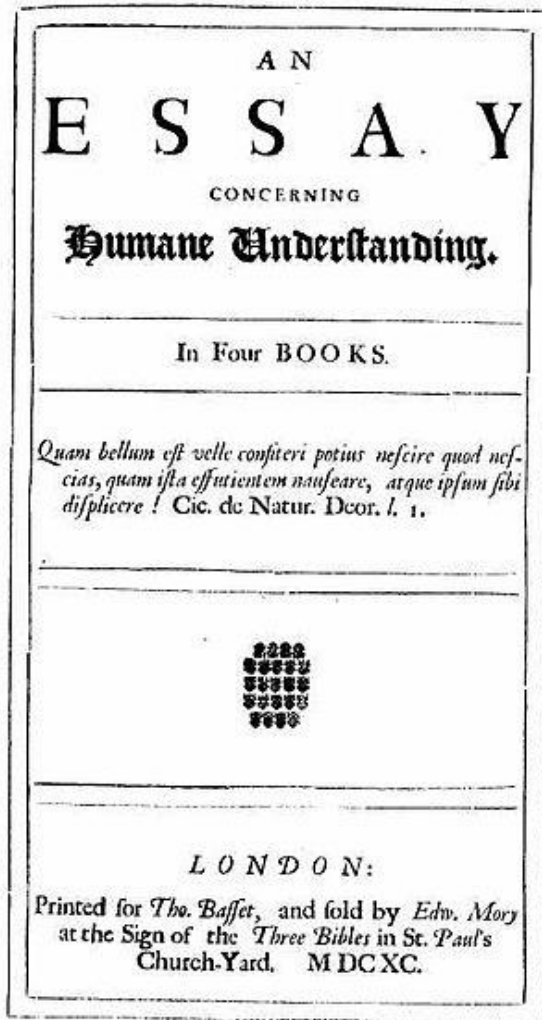 AN
ESSAY
CONCERNING
Humane Underſtanding.
In Four BOOKS.
Quam bellum eſt velle confiteri potius neſcire quod neſ-
cias, quam iſta effutientem nauſeare, atque ipſum ſibi
diſplicere ! Cic. de Natur. Deor. l. 1.
LONDON:
Printed for Tho. Baſſet, and ſold by Edw. Mory
at the Sign of the Three Bibles in St. Paul's
Church-Yard. MDCXC.